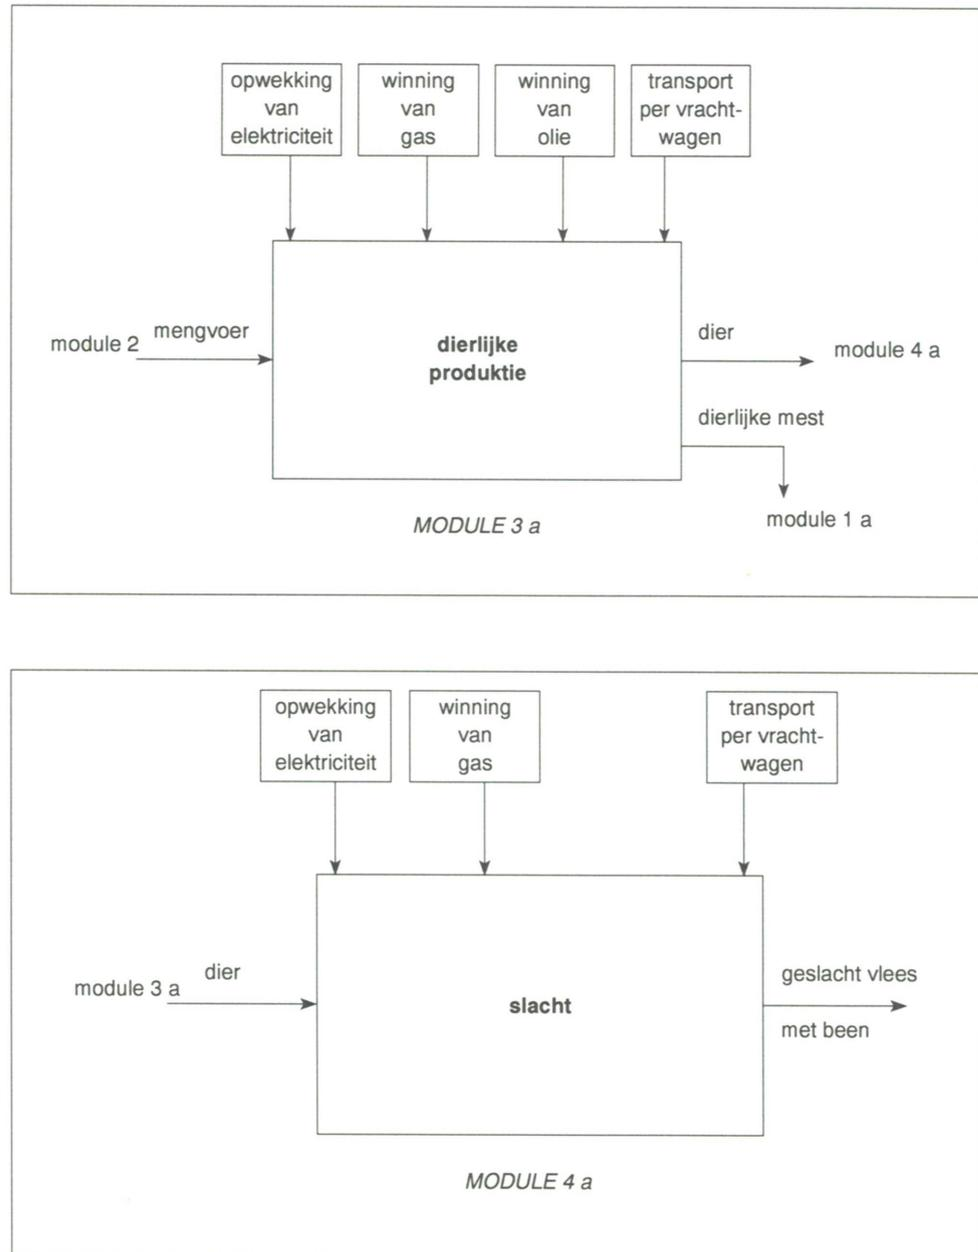 opwekking
van
elektriciteit
winning
van
gas
winning
van
olie
transport
per vracht-
wagen
module 2
mengvoer
dierlijke
produktie
dier
module 4 a
dierlijke mest
module 1 a
MODULE 3 a
opwekking
van
elektriciteit
winning
van
gas
transport
per vracht-
wagen
module 3 a
dier
slacht
geslacht vlees
met been
MODULE 4 a